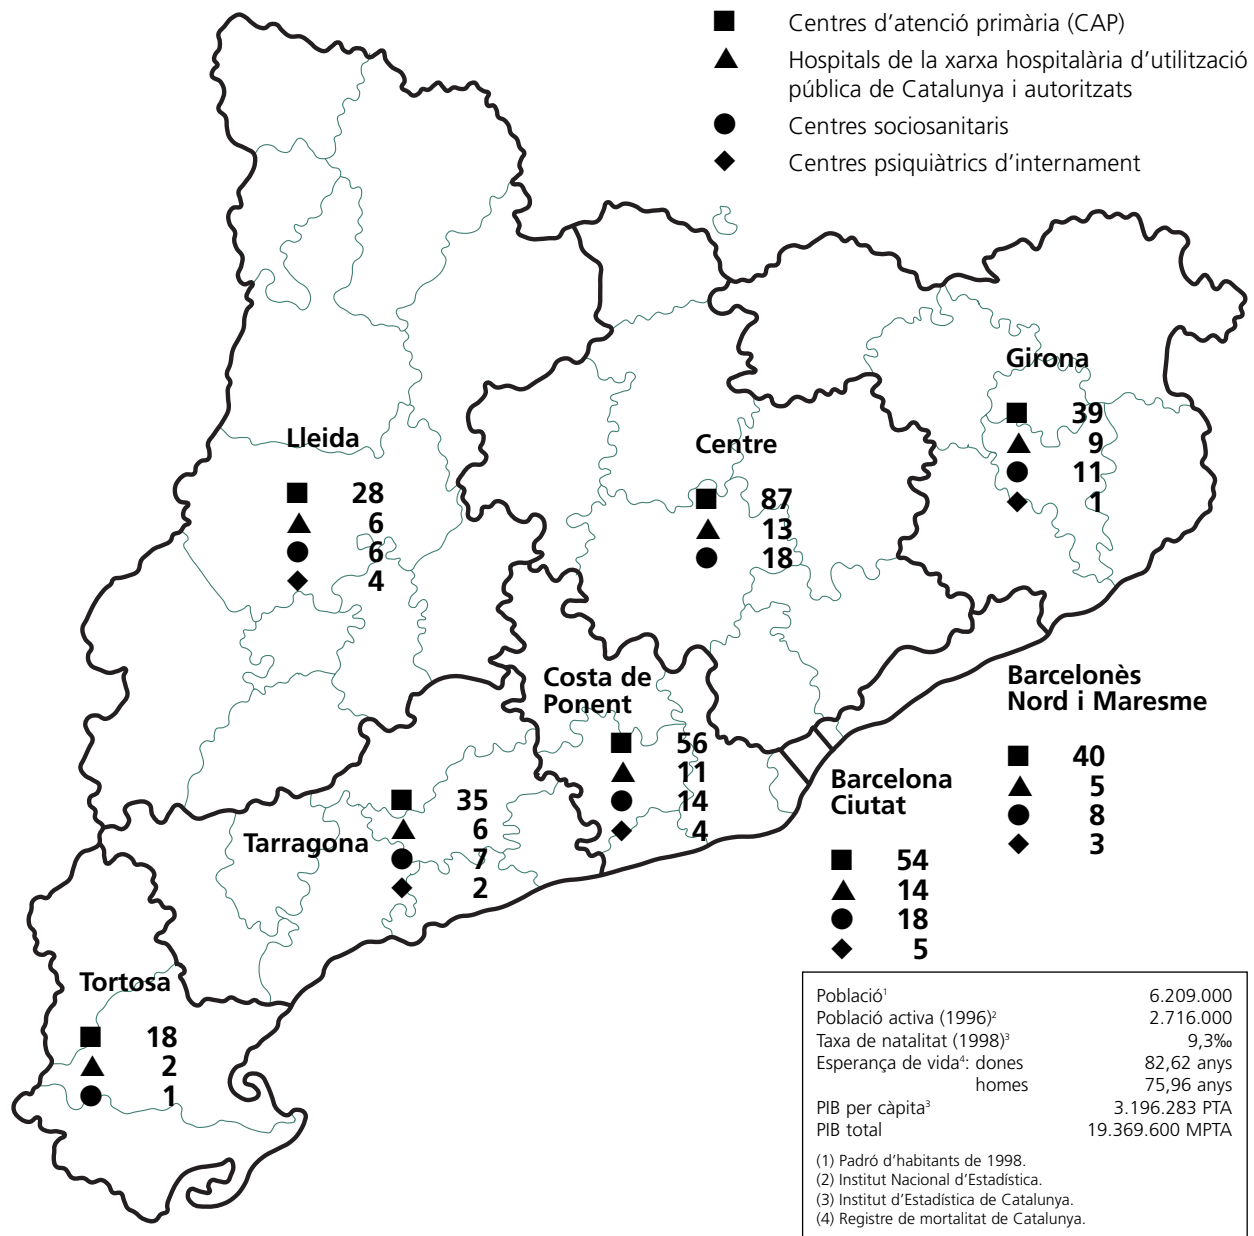 Centres d'atenció primària (CAP)
Hospitals de la xarxa hospitalària d'utilització
pública de Catalunya i autoritzats
Centres sociosanitaris
Centres psiquiàtrics d'internament
Girona
39
9
11
1
Lleida
28
6
6
4
Centre
87
13
18
Costa de
Ponent
56
11
14
4
Barcelonès
Nord i Maresme
40
5
8
3
Barcelona
Ciutat
54
14
18
5
Tarragona
35
6
7
2
Tortosa
18
2
1
Població¹ 6.209.000
Població activa (1996)² 2.716.000
Taxa de natalitat (1998)³ 9,3‰
Esperança de vida⁴: dones 82,62 anys
homes 75,96 anys
PIB per càpita³ 3.196.283 PTA
PIB total 19.369.600 MPTA
(1) Padró d'habitants de 1998.
(2) Institut Nacional d'Estadística.
(3) Institut d'Estadística de Catalunya.
(4) Registre de mortalitat de Catalunya.